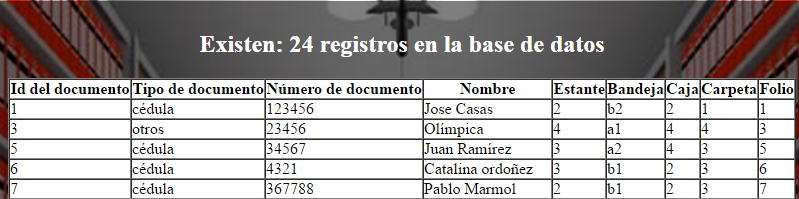 Existen: 24 registros en la base de datos
Id del documento Tipo de documento Número de documento Nombre Estante Bandeja Caja Carpeta Folio
1 cédula 123456 Jose Casas 2 b2 2 1 1
3 otros 23456 Olímpica 4 a1 4 4 3
5 cédula 34567 Juan Ramírez 3 a2 4 3 5
6 cédula 4321 Catalina ordoñez 3 b1 2 3 6
7 cédula 367788 Pablo Marmol 2 b1 2 3 7